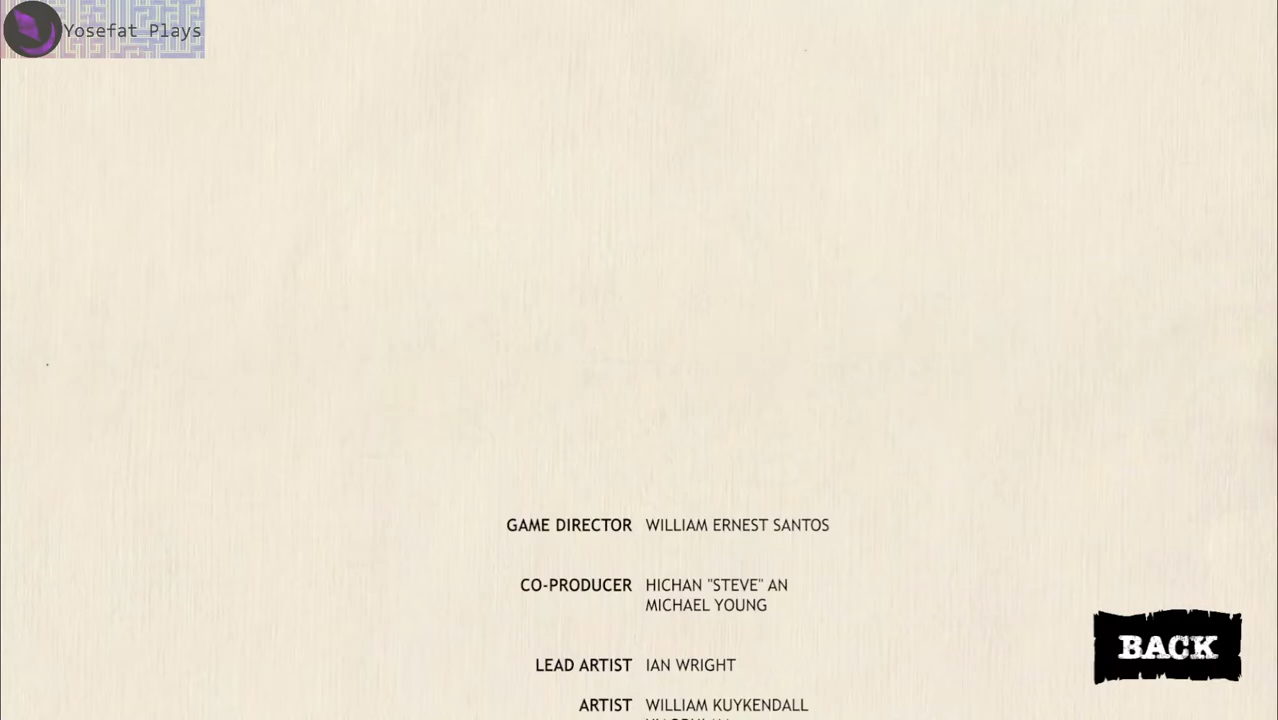 Yosefat Plays
GAME DIRECTOR WILLIAM ERNEST SANTOS
CO-PRODUCER HICHAN "STEVE" AN
MICHAEL YOUNG
LEAD ARTIST IAN WRIGHT
ARTIST WILLIAM KUYKENDALL
BACK